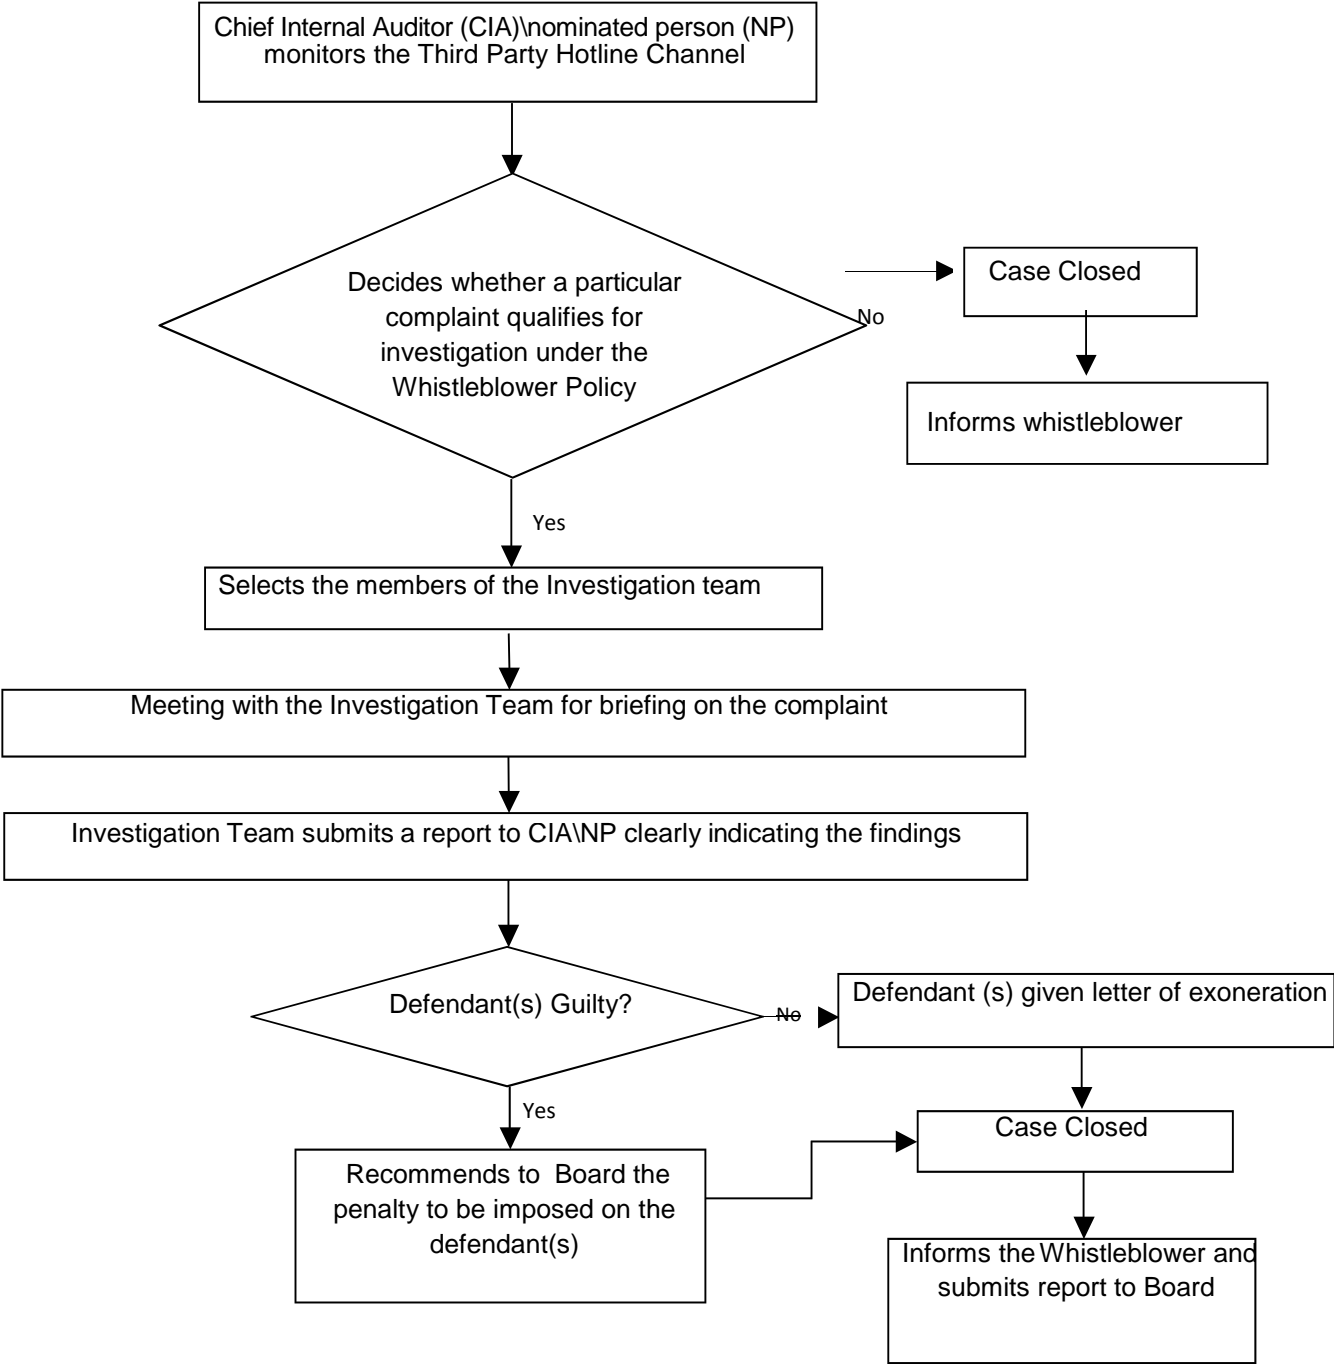 Chief Internal Auditor (CIA)\nominated person (NP)
monitors the Third Party Hotline Channel
Decides whether a particular
complaint qualifies for
investigation under the
Whistleblower Policy
No
Case Closed
Informs whistleblower
Yes
Selects the members of the Investigation team
Meeting with the Investigation Team for briefing on the complaint
Investigation Team submits a report to CIA\NP clearly indicating the findings
Defendant(s) Guilty?
No
Defendant (s) given letter of exoneration
Yes
Case Closed
Recommends to Board the
penalty to be imposed on the
defendant(s)
Informs the Whistleblower and
submits report to Board